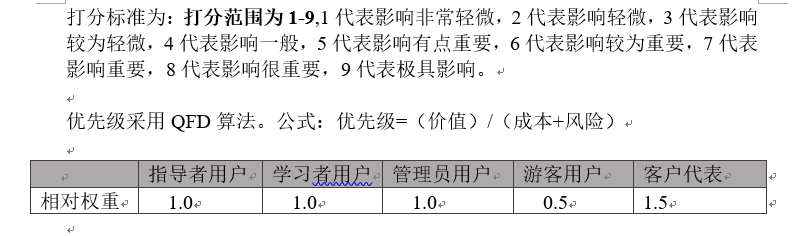 打分标准为：打分范围为1-9,1代表影响非常轻微，2代表影响轻微，3代表影响
较为轻微，4代表影响一般，5代表影响有点重要，6代表影响较为重要，7代表
影响重要，8代表影响很重要，9代表极具影响。
优先级采用QFD算法。公式：优先级=（价值）/（成本+风险）
指导者用户 学习者用户 管理员用户 游客用户 客户代表
相对权重 1.0 1.0 1.0 0.5 1.5